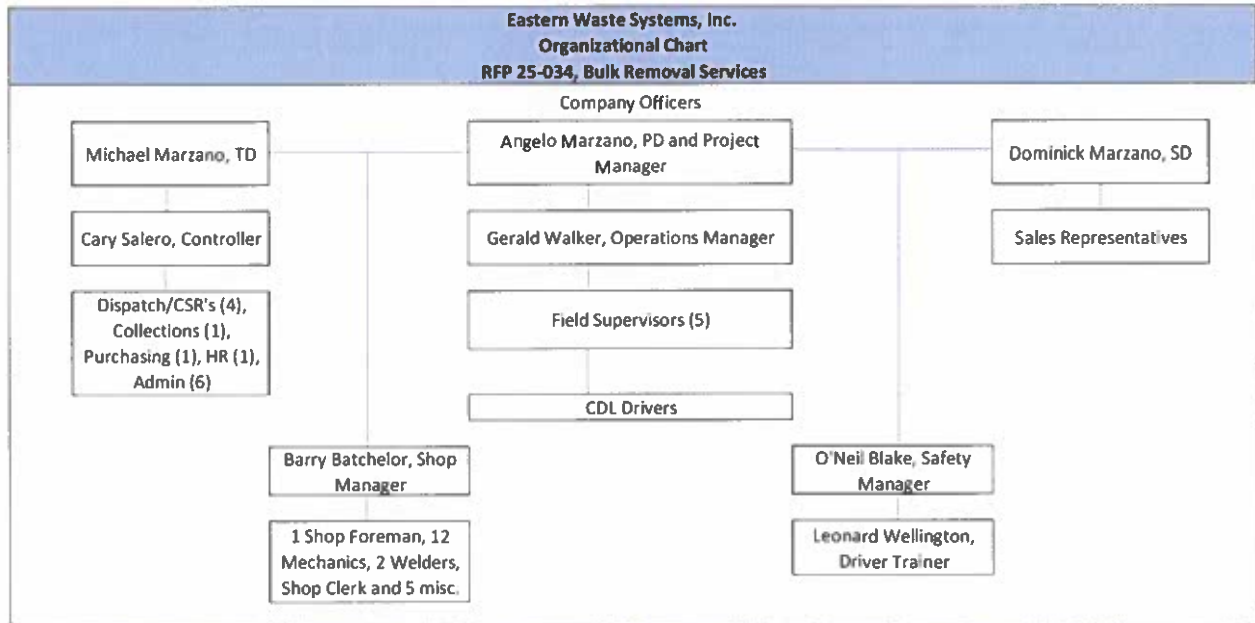 Eastern Waste Systems, Inc.
Organizational Chart
RFP 25-034, Bulk Removal Services
Company Officers
Michael Marzano, TD
Angelo Marzano, PD and Project
Manager
Dominick Marzano, SD
Cary Salero, Controller
Gerald Walker, Operations Manager
Sales Representatives
Dispatch/CSR's (4),
Collections (1),
Purchasing (1), HR (1),
Admin (6)
Field Supervisors (5)
CDL Drivers
Barry Batchelor, Shop
Manager
O'Neil Blake, Safety
Manager
1 Shop Foreman, 12
Mechanics, 2 Welders,
Shop Clerk and 5 misc.
Leonard Wellington,
Driver Trainer